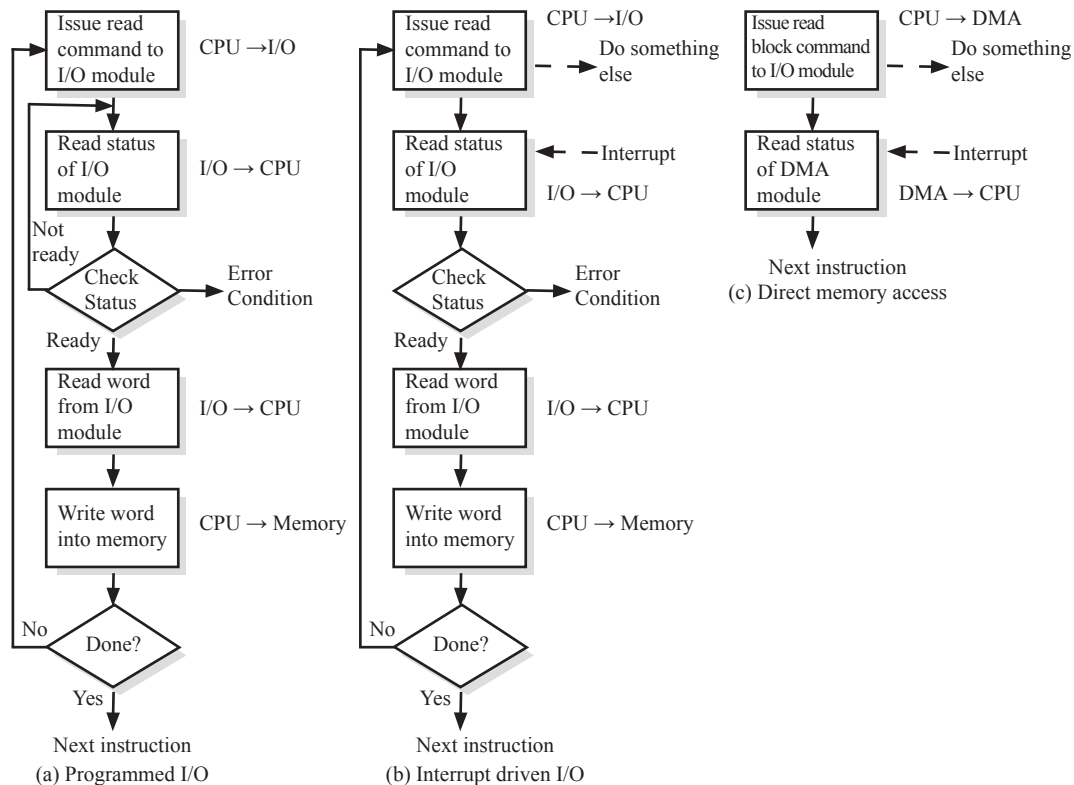 Issue read
command to
I/O module
CPU →I/O
Read status
of I/O
module
I/O → CPU
Not
ready
Check
Status
Error
Condition
Ready
Read word
from I/O
module
I/O → CPU
Write word
into memory
CPU → Memory
No
Done?
Yes
Next instruction
(a) Programmed I/O
Issue read
command to
I/O module
CPU →I/O
Do something
else
Read status
of I/O
module
Interrupt
I/O → CPU
Check
Status
Error
Condition
Ready
Read word
from I/O
module
I/O → CPU
Write word
into memory
CPU → Memory
No
Done?
Yes
Next instruction
(b) Interrupt driven I/O
Issue read
block command
to I/O module
CPU → DMA
Do something
else
Read status
of DMA
module
Interrupt
DMA → CPU
Next instruction
(c) Direct memory access